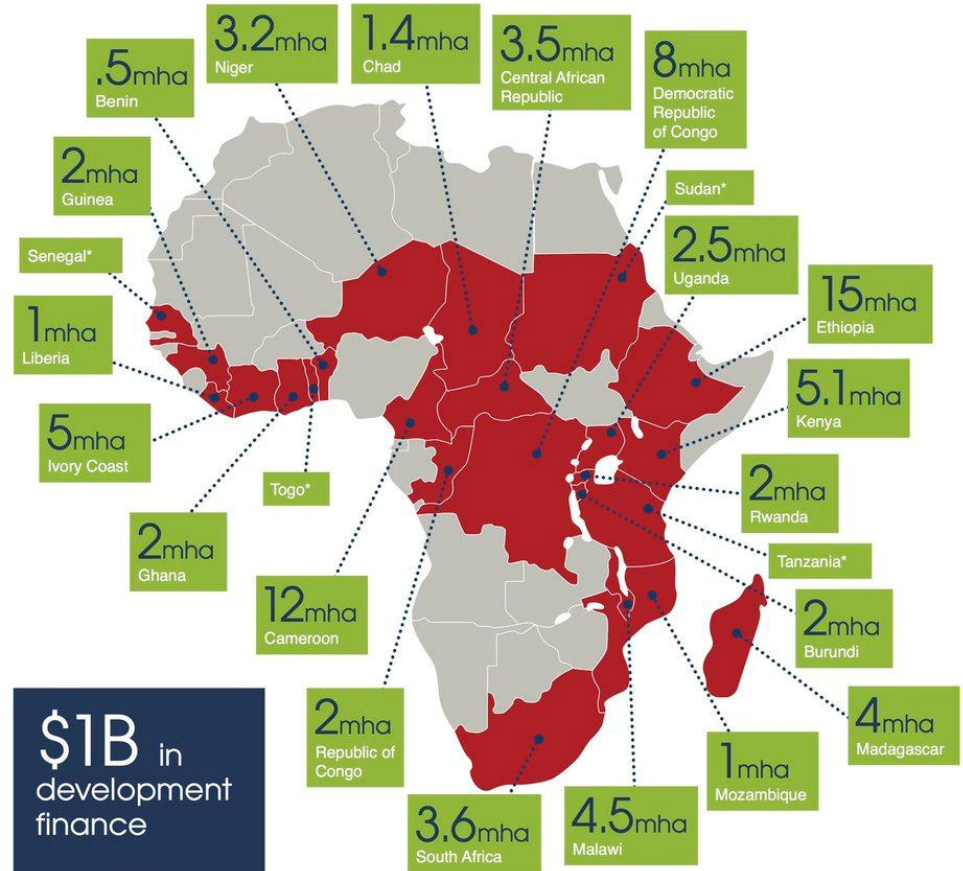 3.2mha
Niger
1.4mha
Chad
3.5mha
Central African
Republic
8mha
Democratic
Republic
of Congo
.5mha
Benin
2mha
Guinea
Sudan*
Senegal*
2.5mha
Uganda
15mha
Ethiopia
1mha
Liberia
5.1mha
Kenya
5mha
Ivory Coast
Togo*
2mha
Rwanda
2mha
Ghana
Tanzania*
12mha
Cameroon
2mha
Burundi
2mha
Republic of
Congo
4mha
Madagascar
1mha
Mozambique
3.6mha
South Africa
4.5mha
Malawi
$1B in
development
finance